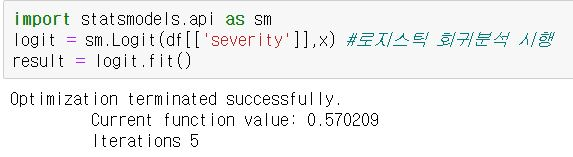 import statsmodels.api as sm
logit = sm.Logit(df[['severity']],x) #로지스틱 회귀분석 시행
result = logit.fit()
Optimization terminated successfully.
Current function value: 0.570209
Iterations 5